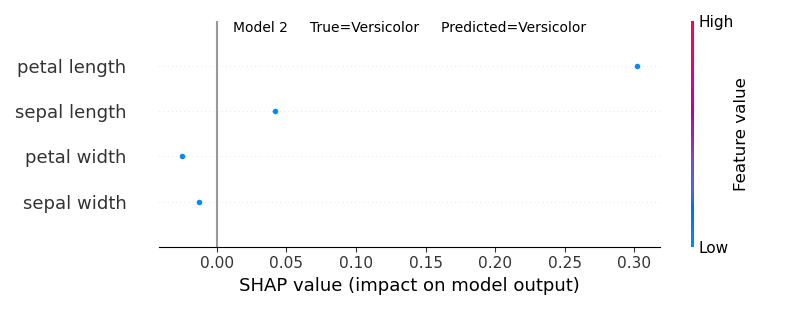 Model 2 True=Versicolor Predicted=Versicolor
High
petal length
sepal length
petal width
sepal width
Feature value
Low
0.00 0.05 0.10 0.15 0.20 0.25 0.30
SHAP value (impact on model output)